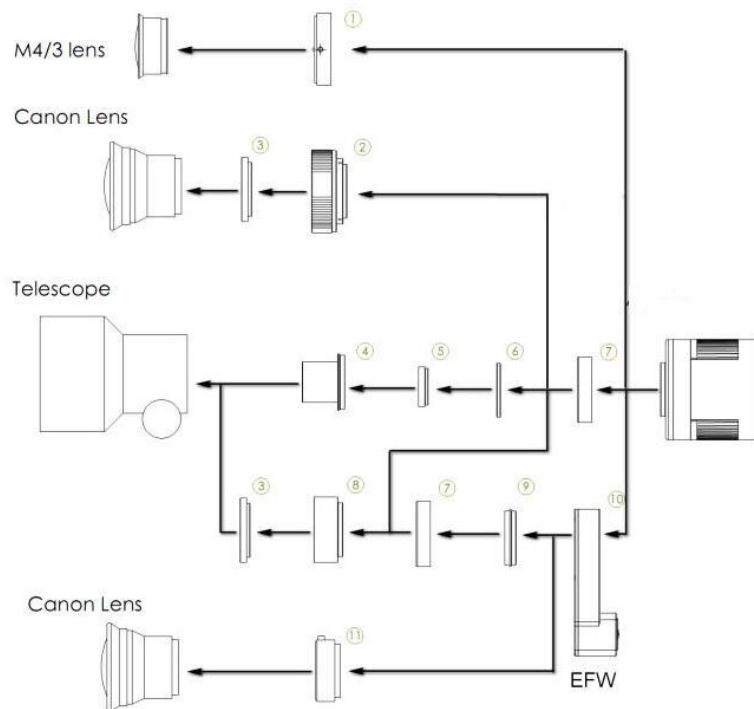 ①
M4/3 lens
Canon Lens
③ ②
Telescope
④ ⑤ ⑥ ⑦
③ ⑧ ⑦ ⑨ ⑩
Canon Lens
⑪
EFW